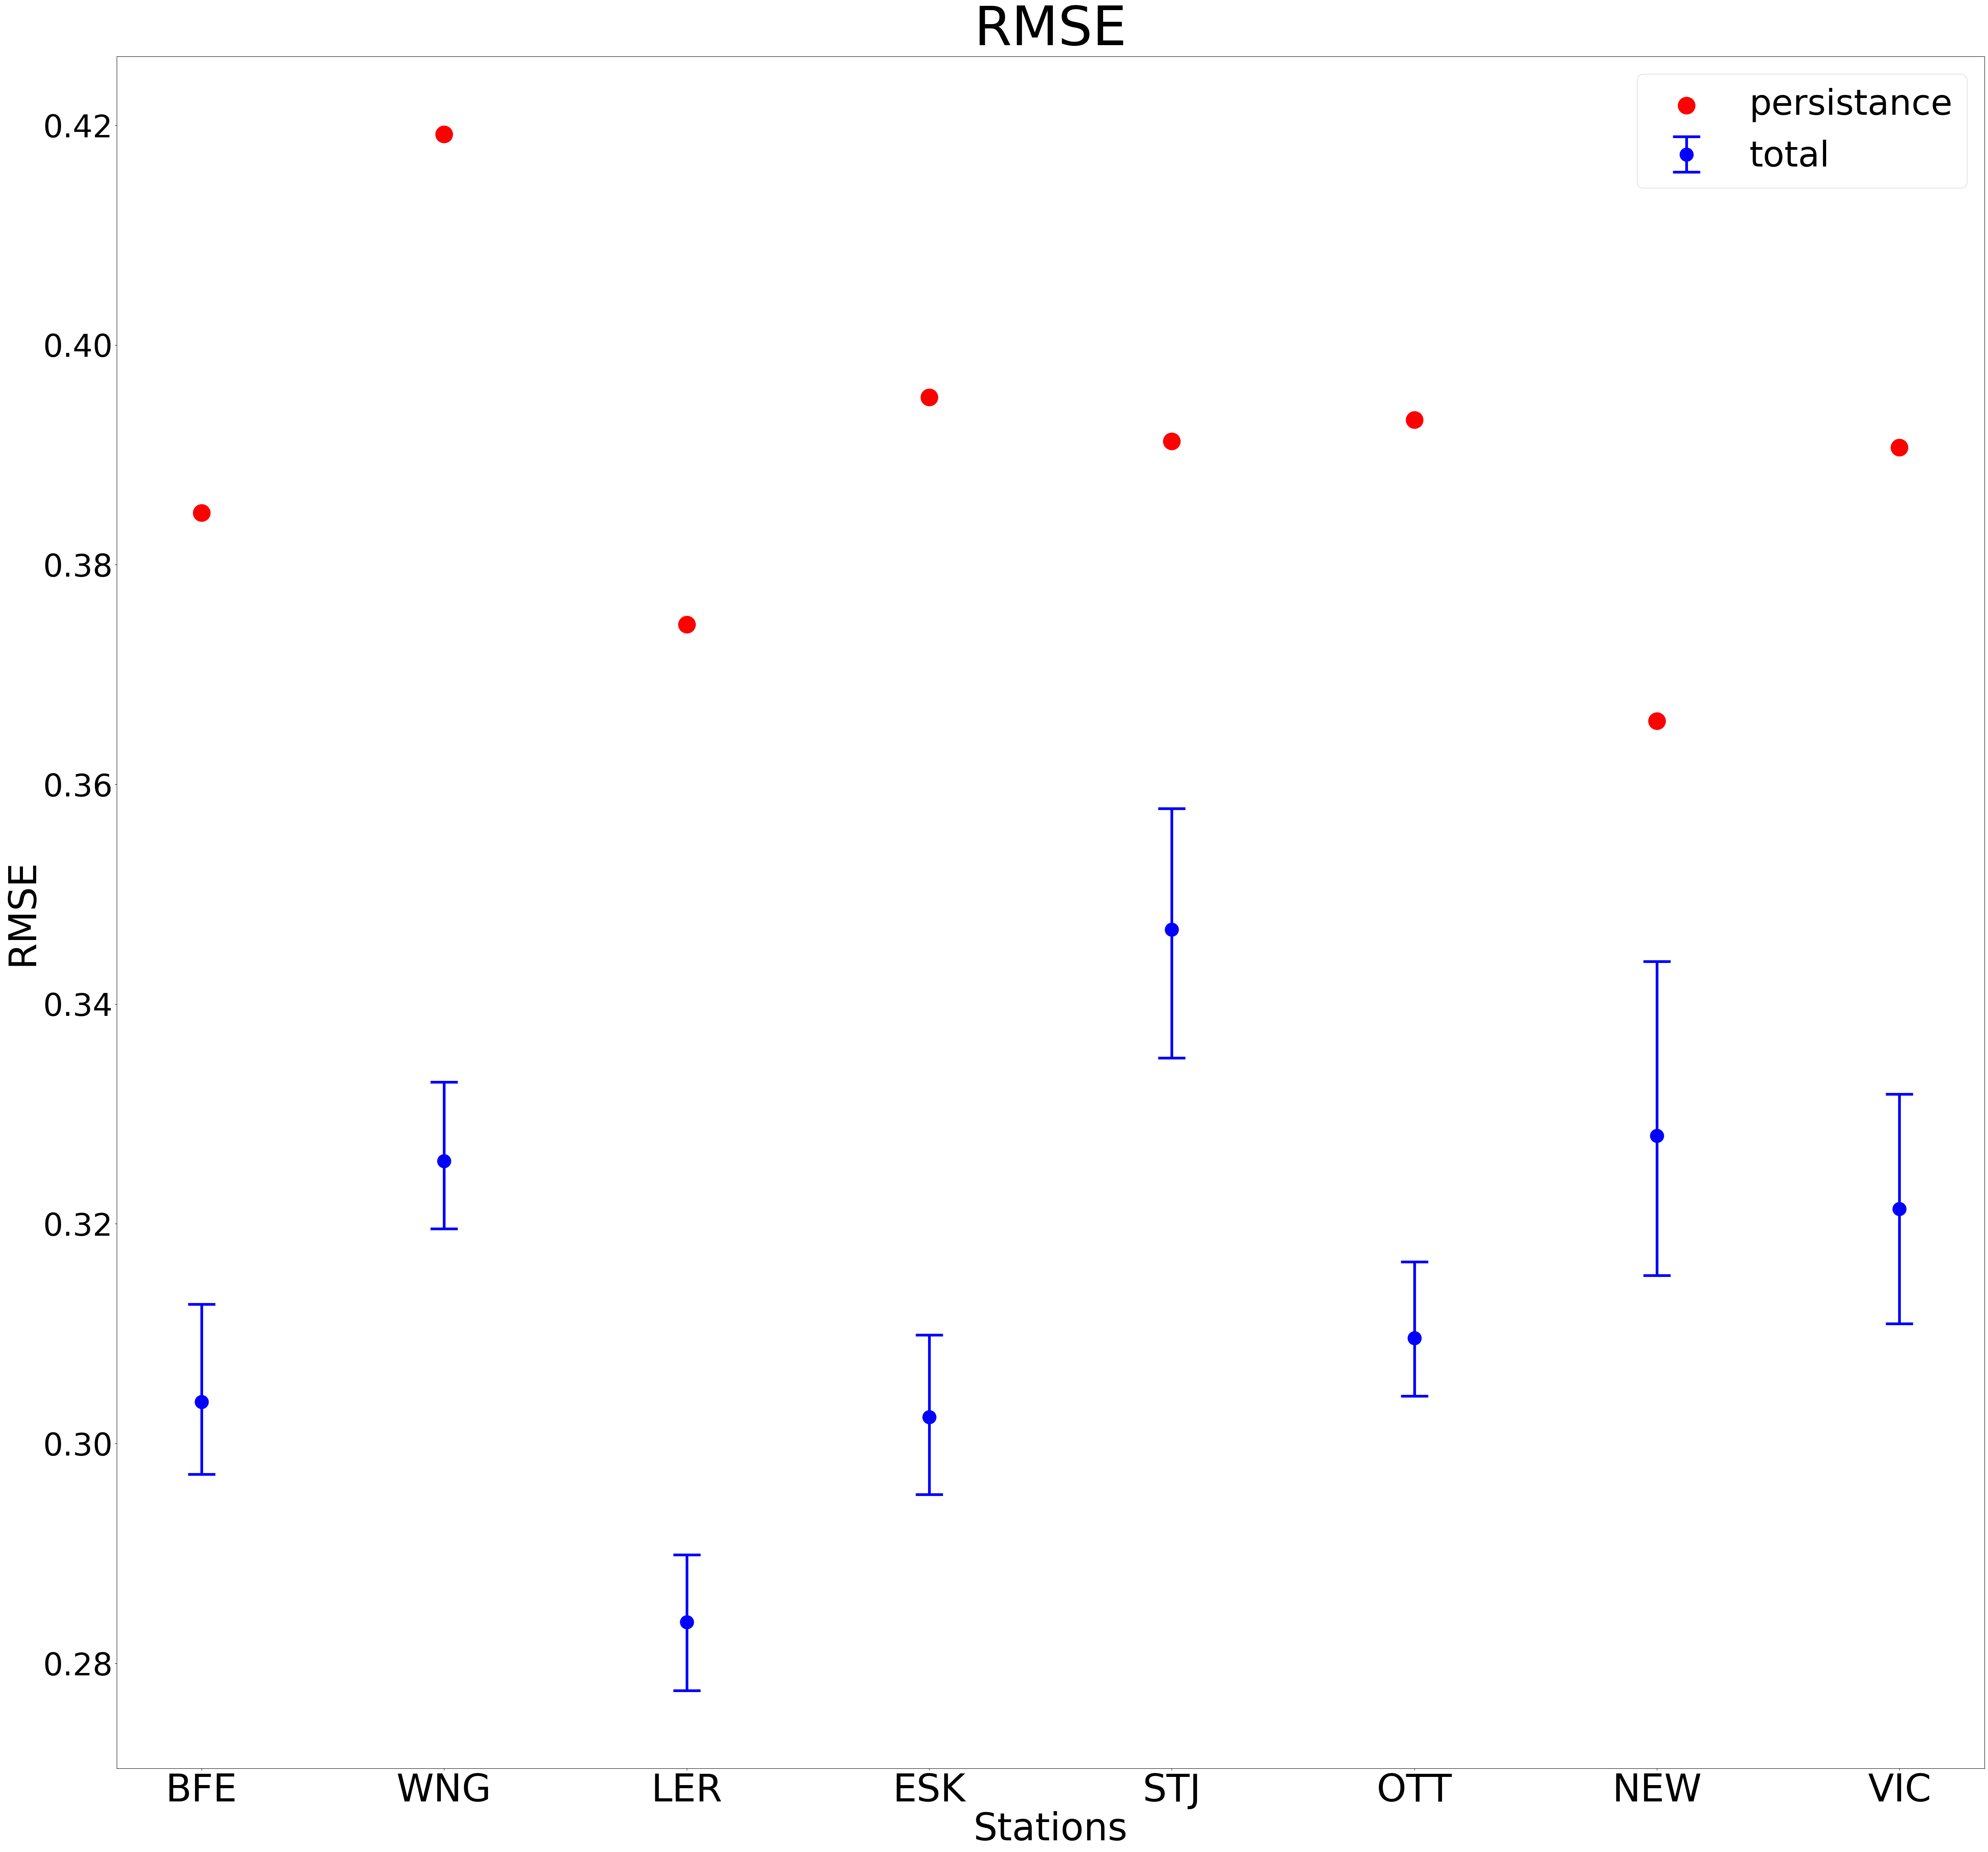 RMSE
persistance
total
0.42
0.40
0.38
0.36
0.34
0.32
0.30
0.28
RMSE
BFE WNG LER ESK STJ OTT NEW VIC
Stations